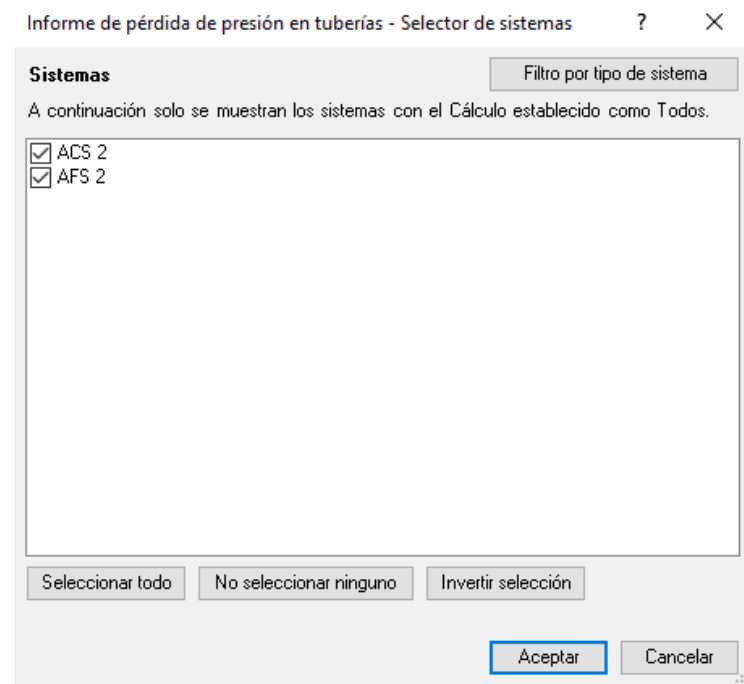 Informe de pérdida de presión en tuberías - Selector de sistemas ? ×
Sistemas Filtro por tipo de sistema
A continuación solo se muestran los sistemas con el Cálculo establecido como Todos.
ACS 2
AFS 2
Seleccionar todo No seleccionar ninguno Invertir selección
Aceptar Cancelar